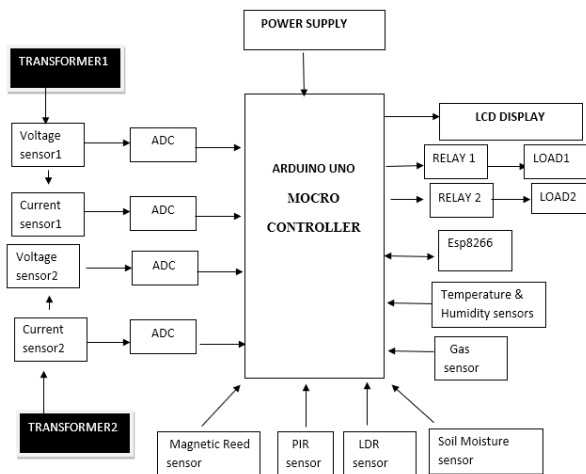 POWER SUPPLY
TRANSFORMER1
LCD DISPLAY
Voltage
sensor1
ADC
ARDUINO UNO
MOCRO
CONTROLLER
RELAY 1
LOAD1
RELAY 2
LOAD2
Current
sensor1
ADC
Voltage
sensor2
ADC
Esp8266
Temperature &
Humidity sensors
Current
sensor2
ADC
Gas
sensor
TRANSFORMER2
Magnetic Reed
sensor
PIR
sensor
LDR
sensor
Soil Moisture
sensor